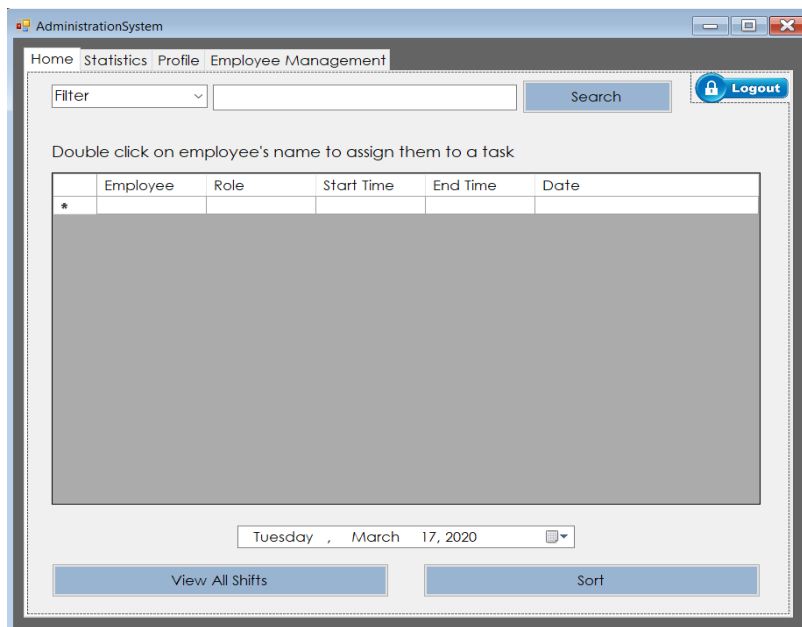 AdministrationSystem
Home Statistics Profile Employee Management
Filter Search Logout
Double click on employee's name to assign them to a task
Employee Role Start Time End Time Date
*
Tuesday , March 17, 2020
View All Shifts Sort